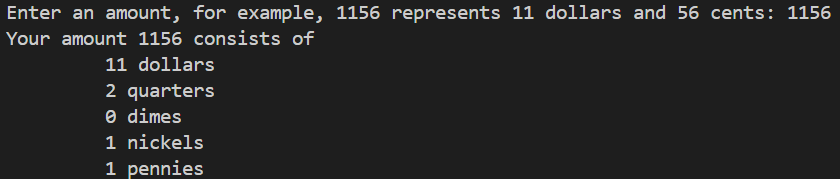 Enter an amount, for example, 1156 represents 11 dollars and 56 cents: 1156
Your amount 1156 consists of
11 dollars
2 quarters
0 dimes
1 nickels
1 pennies